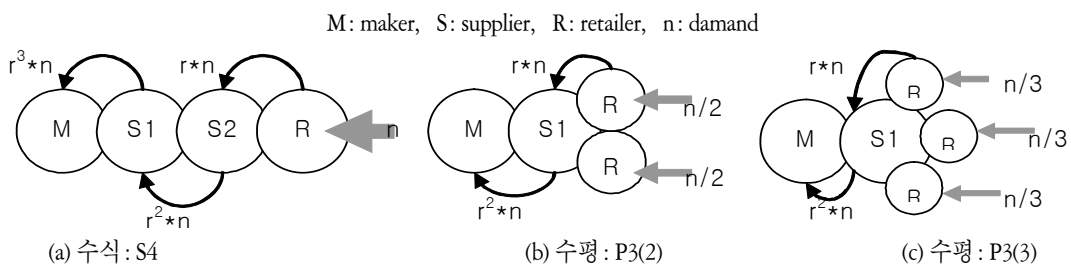 M: maker, S: supplier, R: retailer, n: damand
r³*n
r*n
M
S1
S2
R
n
r²*n
(a) 수식 : S4
r*n
M
S1
R
n/2
R
n/2
r²*n
(b) 수평 : P3(2)
r*n
M
S1
R
n/3
R
n/3
R
n/3
r²*n
(c) 수평 : P3(3)